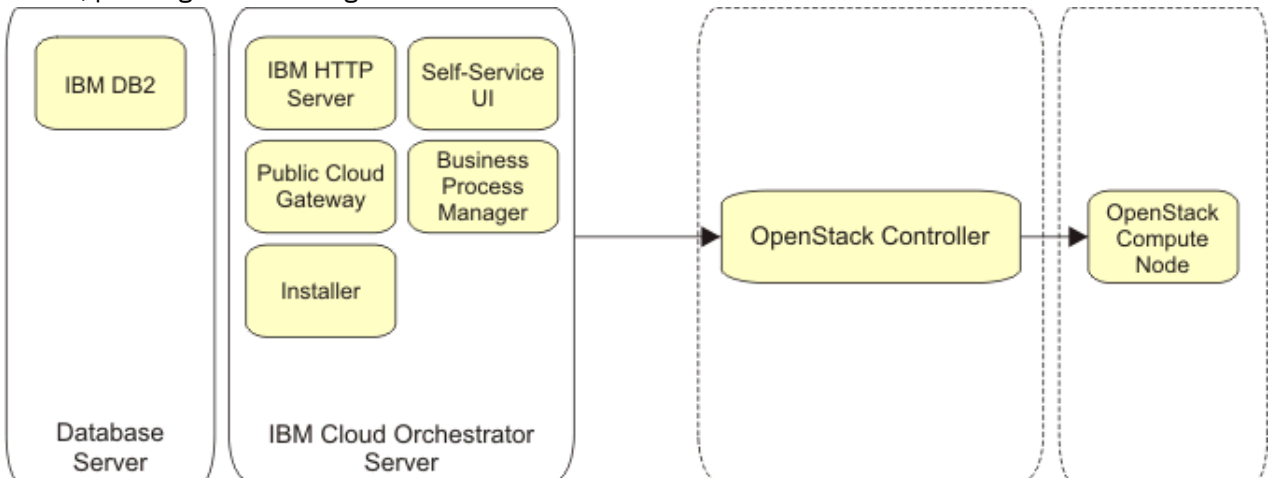 IBM DB2
Database
Server
IBM HTTP
Server
Self-Service
UI
Public Cloud
Gateway
Business
Process
Manager
Installer
IBM Cloud Orchestrator
Server
OpenStack Controller
OpenStack
Compute
Node